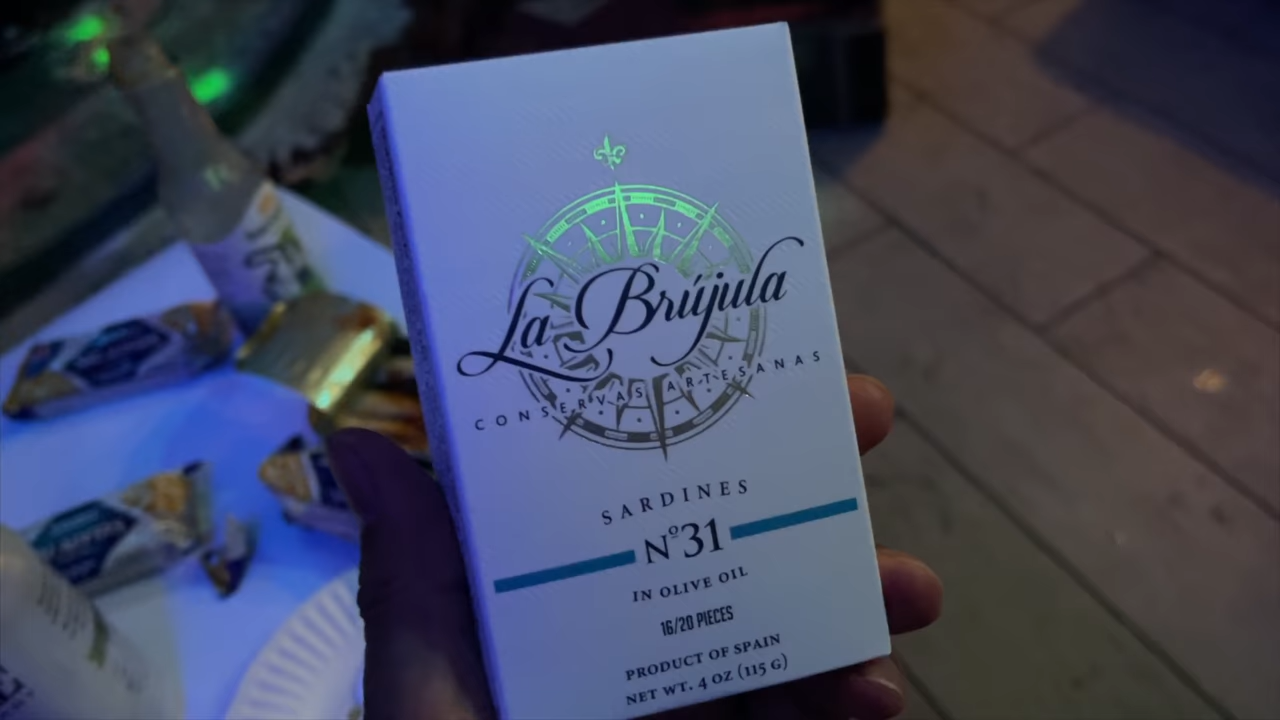 La Brújula
CONSERVAS ARTESANAS
SARDINES
Nº31
IN OLIVE OIL
16/20 PIECES
PRODUCT OF SPAIN
NET WT. 4 OZ (115 G)